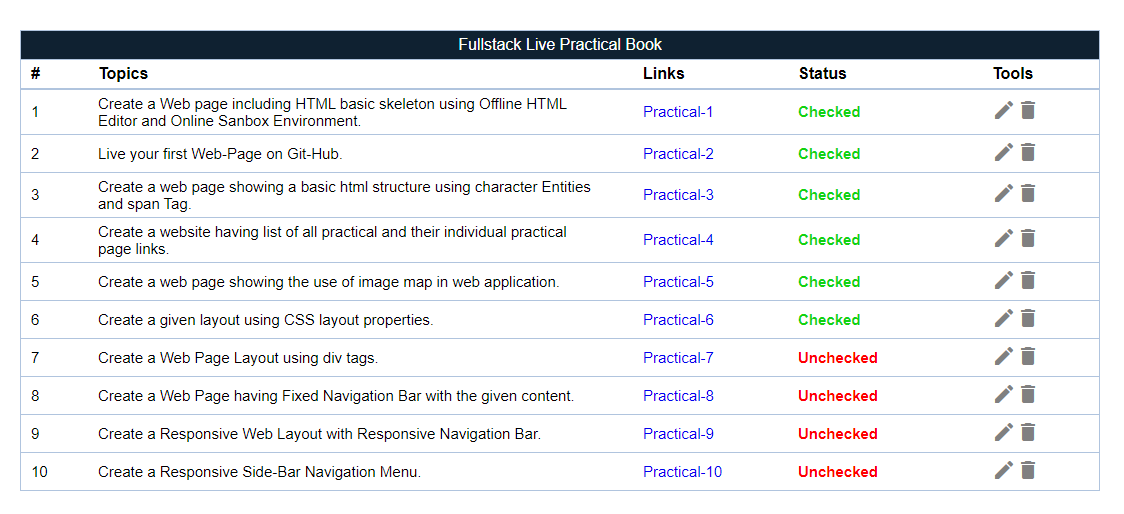 Fullstack Live Practical Book
# Topics Links Status Tools
1 Create a Web page including HTML basic skeleton using Offline HTML Practical-1 Checked
Editor and Online Sanbox Environment.
2 Live your first Web-Page on Git-Hub. Practical-2 Checked
3 Create a web page showing a basic html structure using character Entities Practical-3 Checked
and span Tag.
4 Create a website having list of all practical and their individual practical Practical-4 Checked
page links.
5 Create a web page showing the use of image map in web application. Practical-5 Checked
6 Create a given layout using CSS layout properties. Practical-6 Checked
7 Create a Web Page Layout using div tags. Practical-7 Unchecked
8 Create a Web Page having Fixed Navigation Bar with the given content. Practical-8 Unchecked
9 Create a Responsive Web Layout with Responsive Navigation Bar. Practical-9 Unchecked
10 Create a Responsive Side-Bar Navigation Menu. Practical-10 Unchecked